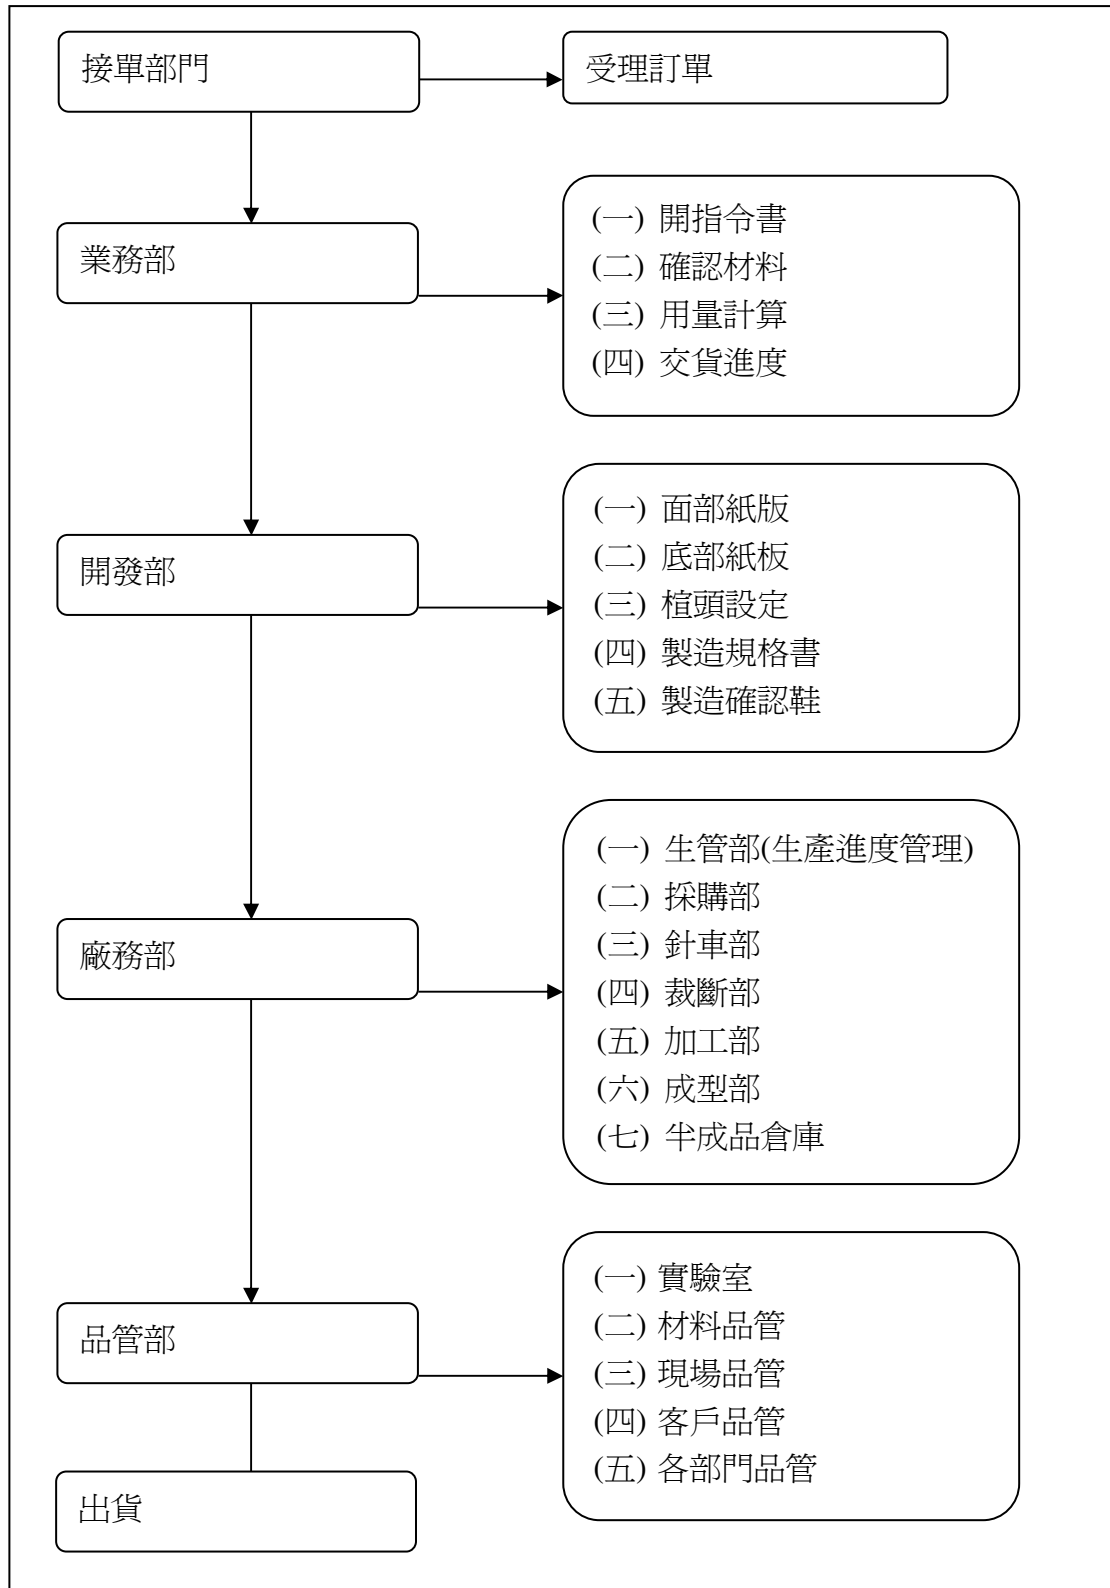 接單部門
受理訂單
業務部
(一) 開指令書
(二) 確認材料
(三) 用量計算
(四) 交貨進度
開發部
(一) 面部紙版
(二) 底部紙板
(三) 楦頭設定
(四) 製造規格書
(五) 製造確認鞋
廠務部
(一) 生管部(生產進度管理)
(二) 採購部
(三) 針車部
(四) 裁斷部
(五) 加工部
(六) 成型部
(七) 半成品倉庫
品管部
(一) 實驗室
(二) 材料品管
(三) 現場品管
(四) 客戶品管
(五) 各部門品管
出貨